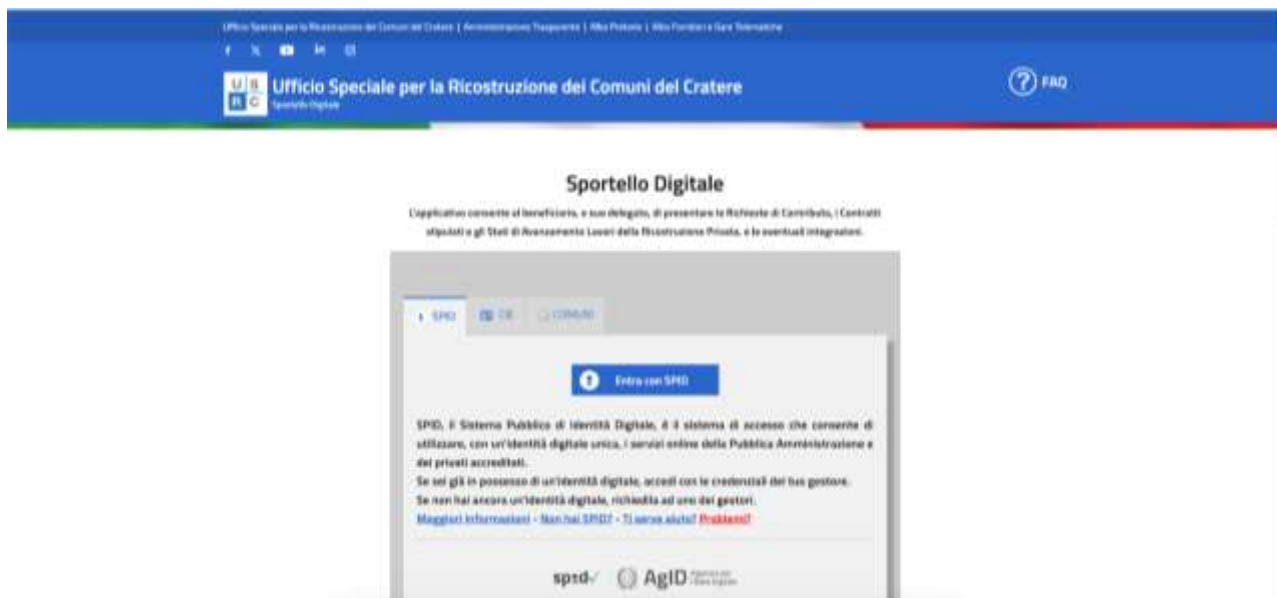 Ufficio Speciale per la Ricostruzione dei Comuni del Cratere | Amministrazione Trasparente | Albo Pretorio | Albo Fornitori e Gare Telematiche
Ufficio Speciale per la Ricostruzione dei Comuni del Cratere
FAQ
U S R C
Sportello Digitale
Sportello Digitale
L'applicativo consente al beneficiario, o suo delegato, di presentare le Richieste di Contributo, i Contratti
stipulati e gli Stati di Avanzamento Lavori della Ricostruzione Privata, e le eventuali integrazioni.
SPID
CIE
COMUNI
Entra con SPID
SPID, il Sistema Pubblico di Identità Digitale, è il sistema di accesso che consente di
utilizzare, con un'identità digitale unica, i servizi online della Pubblica Amministrazione e
dei privati accreditati.
Se sei già in possesso di un'identità digitale, accedi con le credenziali del tuo gestore.
Se non hai ancora un'identità digitale, richiedila ad uno dei gestori.
Maggiori informazioni - Non hai SPID? - Ti serve aiuto? Problemi?
spid
AgID